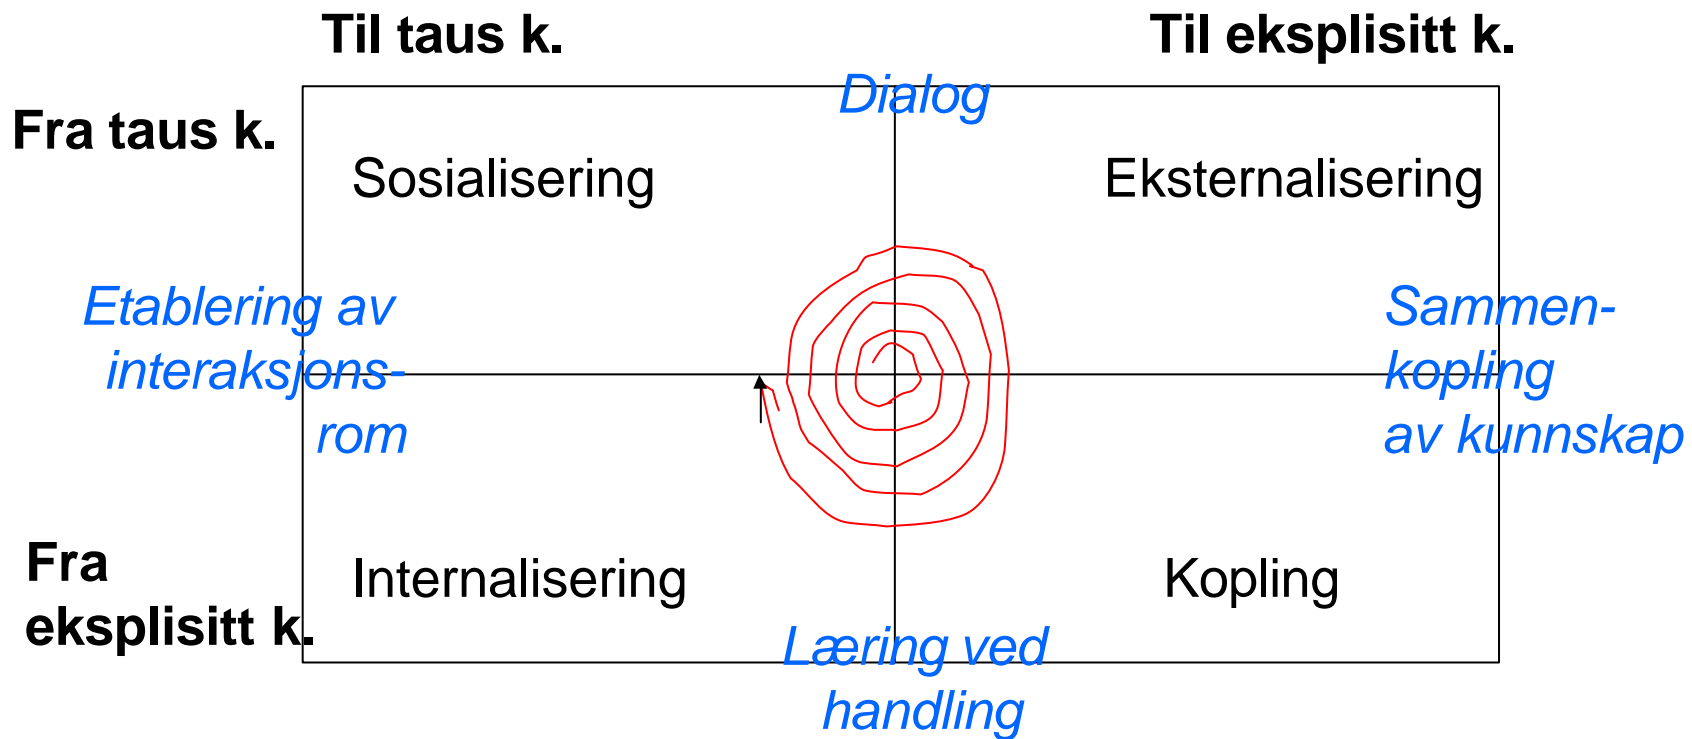 Til taus k.
Til eksplisitt k.
Dialog
Fra taus k.
Sosialisering
Eksternalisering
Etablering av
interaksjons-
rom
Sammen-
kopling
av kunnskap
Fra
eksplisitt k.
Internalisering
Kopling
Læring ved
handling